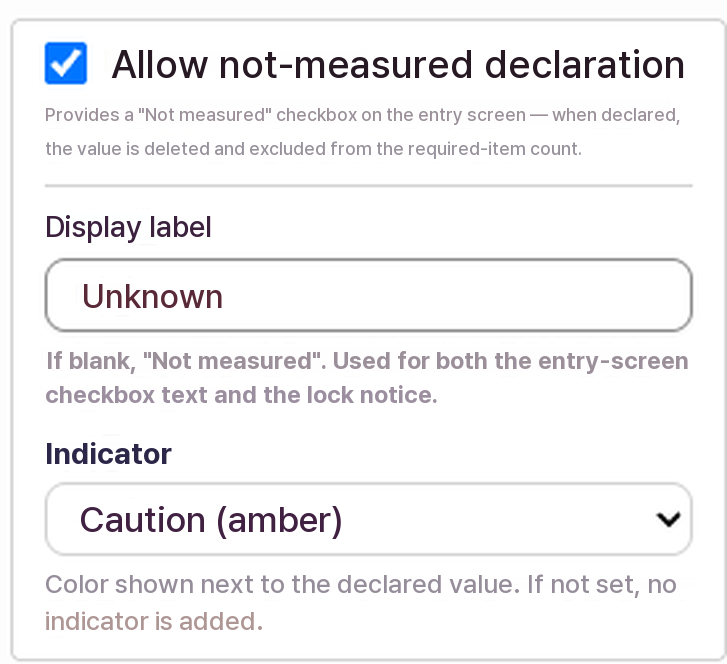 Allow not-measured declaration
Provides a "Not measured" checkbox on the entry screen — when declared,
the value is deleted and excluded from the required-item count.
Display label
Unknown
If blank, "Not measured". Used for both the entry-screen
checkbox text and the lock notice.
Indicator
Caution (amber)
Color shown next to the declared value. If not set, no
indicator is added.